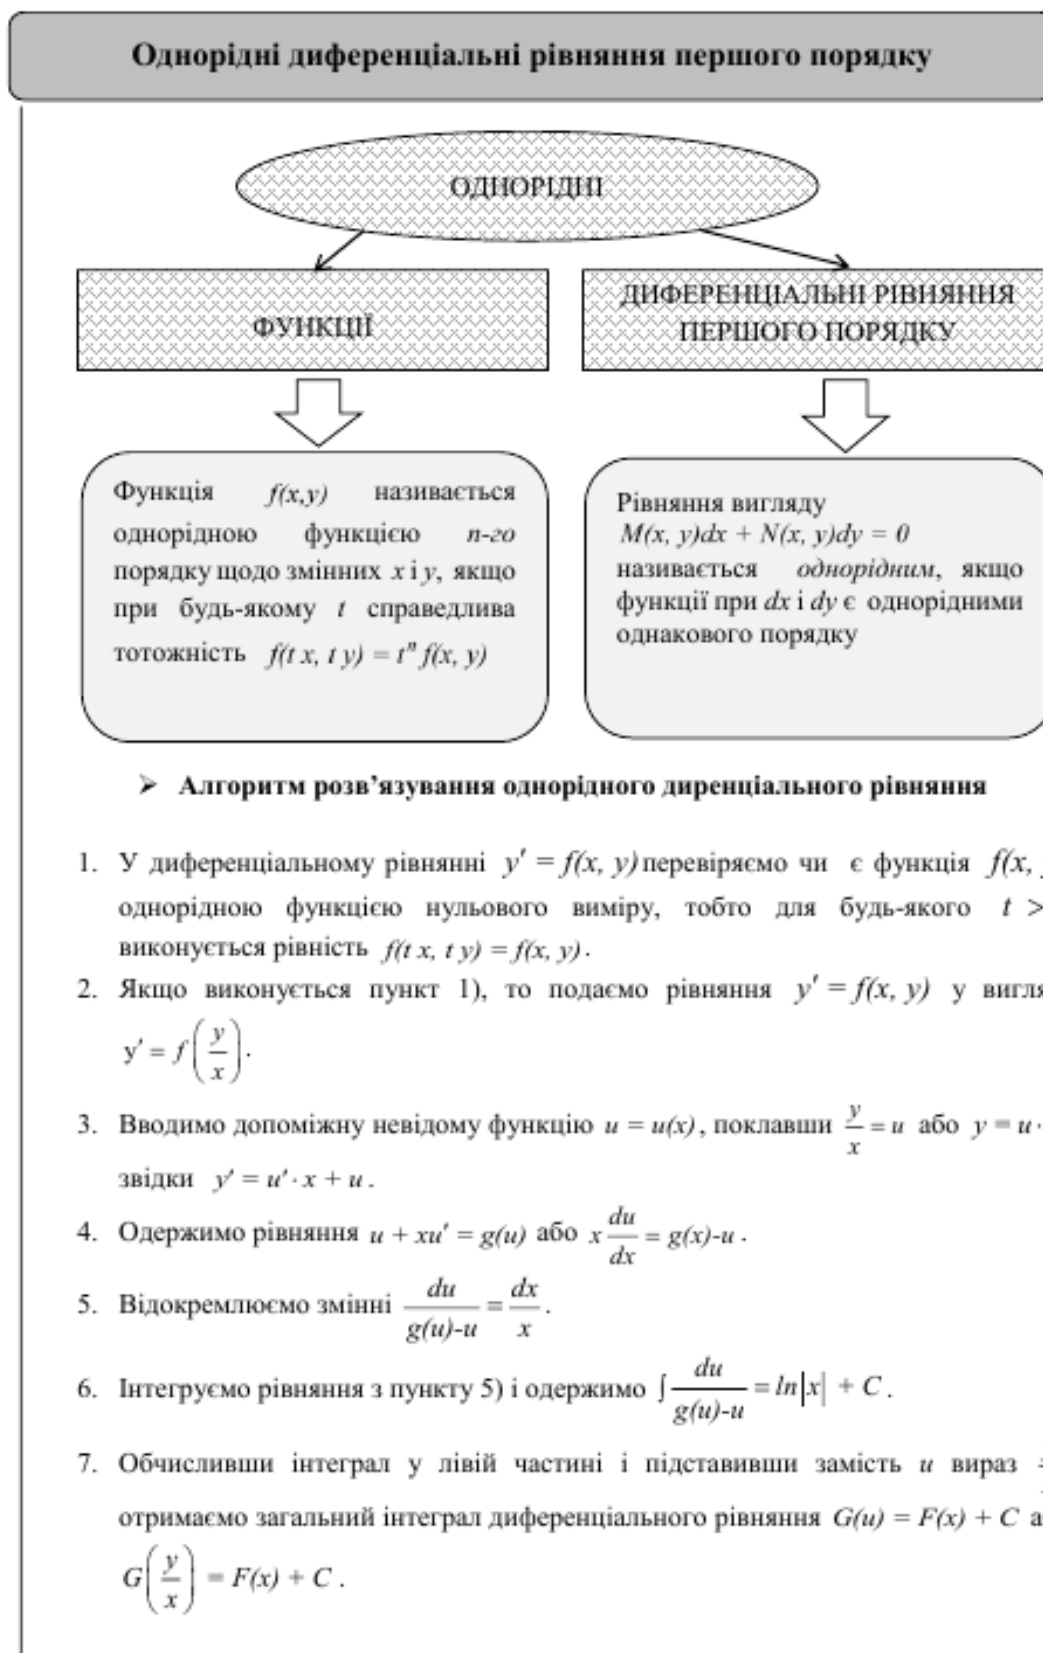 Однорідні диференціальні рівняння першого порядку
ОДНОРІДНІ
ФУНКЦІЇ
ДИФЕРЕНЦІАЛЬНІ РІВНЯННЯ
ПЕРШОГО ПОРЯДКУ
Функція f(x,y) називається
однорідною функцією n-го
порядку щодо змінних x і y, якщо
при будь-якому t справедлива
тотожність f(t x, t y) = tⁿ f(x, y)
Рівняння вигляду
M(x, y)dx + N(x, y)dy = 0
називається однорідним, якщо
функції при dx і dy є однорідними
однакового порядку
➢ Алгоритм розв’язування однорідного диренціального рівняння
1. У диференціальному рівнянні y′ = f(x, y) перевіряємо чи є функція f(x,
однорідною функцією нульового виміру, тобто для будь-якого t >
виконується рівність f(t x, t y) = f(x, y).
2. Якщо виконується пункт 1), то подаємо рівняння y′ = f(x, y) у вигля
y′ = f(y/x).
3. Вводимо допоміжну невідому функцію u = u(x), поклавши y/x = u або y = u ·
звідки y′ = u′ · x + u.
4. Одержимо рівняння u + xu′ = g(u) або x du/dx = g(x)-u.
5. Відокремлюємо змінні du/(g(u)-u) = dx/x.
6. Інтегруємо рівняння з пункту 5) і одержимо ∫ du/(g(u)-u) = ln|x| + C.
7. Обчисливши інтеграл у лівій частині і підставивши замість u вираз
отримаємо загальний інтеграл диференціального рівняння G(u) = F(x) + C а
G(y/x) = F(x) + C.